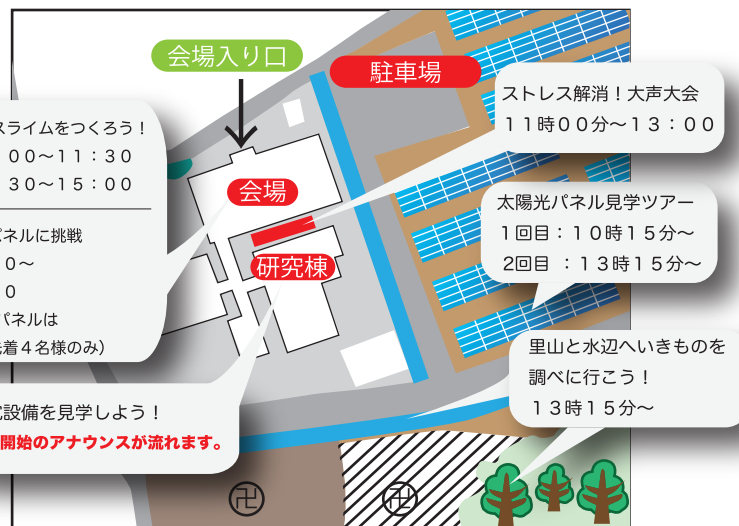 会場入り口
駐車場
スライムをつくろう！
００～１１：３０
３０～１５：００
ネルに挑戦
０～
０
パネルは
着４名様のみ）
会場
研究棟
ストレス解消！大声大会
１１時００分～１３：００
太陽光パネル見学ツアー
１回目：１０時１５分～
２回目 ：１３時１５分～
里山と水辺へいきものを
調べに行こう！
１３時１５分～
設備を見学しよう！
開始のアナウンスが流れます。
卍
卍